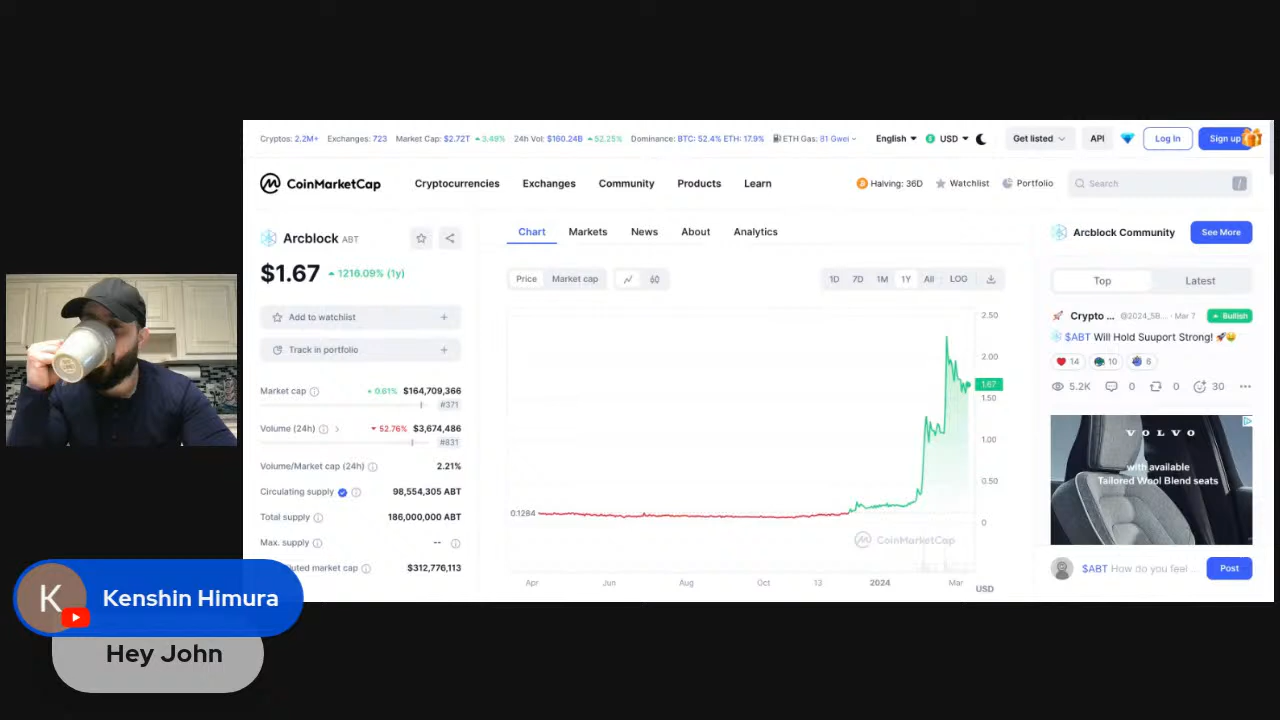 Cryptos: 2.2M+ Exchanges: 723 Market Cap: $2.72T 3.49% 24h Vol: $160.24B 52.25% Dominance: BTC: 52.4% ETH: 17.9% ETH Gas: 81 Gwei English USD Get listed API Log In Sign up
CoinMarketCap Cryptocurrencies Exchanges Community Products Learn Halving: 36D Watchlist Portfolio Search /
Arcblock ABT
$1.67 1216.09% (1y)
Add to watchlist +
Track in portfolio +
Market cap 0.61% $164,709,366
#371
Volume (24h) 52.76% $3,674,486
#831
Volume/Market cap (24h) 2.21%
Circulating supply 98,554,305 ABT
Total supply 186,000,000 ABT
Max. supply --
uted market cap $312,776,113
Chart Markets News About Analytics
Price Market cap 1D 7D 1M 1Y All LOG
2.50
2.00
1.67
1.50
1.00
0.50
0
0.1284
CoinMarketCap
Apr Jun Aug Oct 13 2024 Mar
USD
Arcblock Community See More
Top Latest
Crypto ... @2024_5B... · Mar 7 Bullish
$ABT Will Hold Suuport Strong!
14 10 6
5.2K 0 0 30
VOLVO
with available
Tailored Wool Blend seats
$ABT How do you feel ... Post
K Kenshin Himura
Hey John